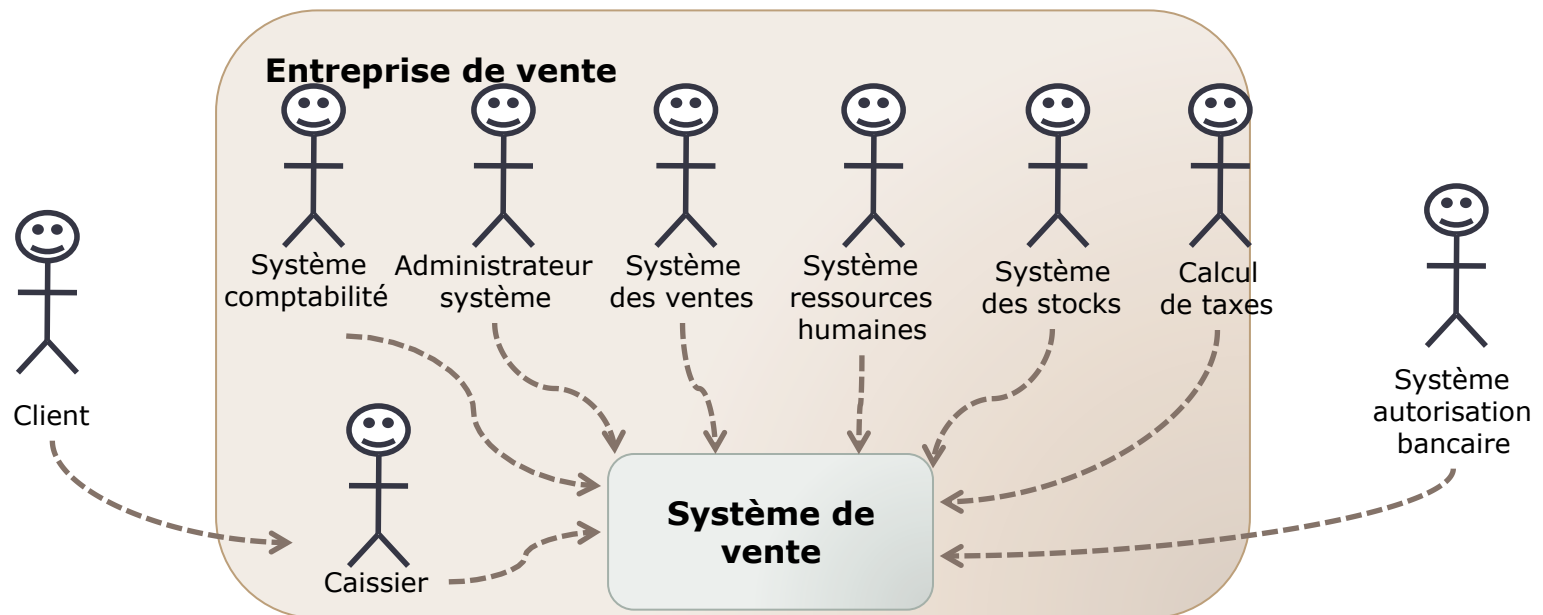 Entreprise de vente
Système
comptabilité
Administrateur
système
Système
des ventes
Système
ressources
humaines
Système
des stocks
Calcul
de taxes
Client
Système
autorisation
bancaire
Caissier
Système de
vente